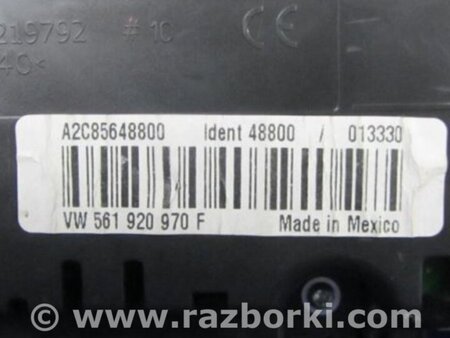 219792 # 10
40<
CE
A2C85648800 Ident 48800 / 013330
VW 561 920 970 F Made in Mexico
© www.razborki.com